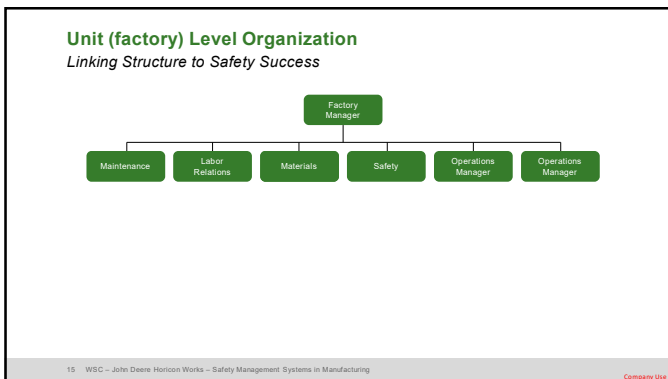 Unit (factory) Level Organization
Linking Structure to Safety Success
Factory
Manager
Maintenance
Labor
Relations
Materials
Safety
Operations
Manager
Operations
Manager
15 WSC – John Deere Horicon Works – Safety Management Systems in Manufacturing
Company Use